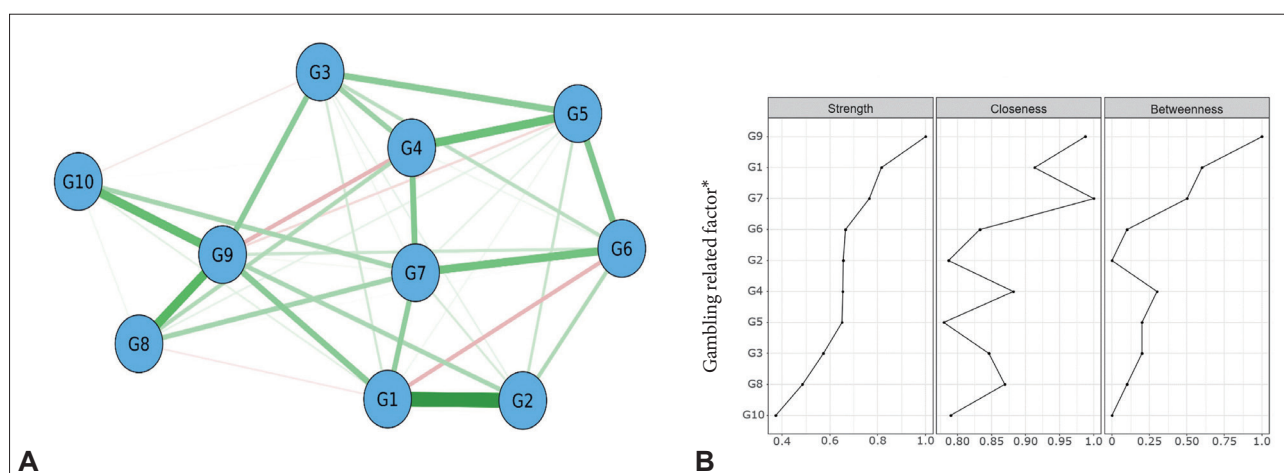 G3
G5
G4
G10
G9
G6
G7
G8
G1
G2
A
Strength Closeness Betweenness
Gambling related factor*
G9
G1
G7
G6
G2
G4
G5
G3
G8
G10
0.4 0.6 0.8 1.0 0.80 0.85 0.90 0.95 1.0 0 0.25 0.50 0.75 1.0
B